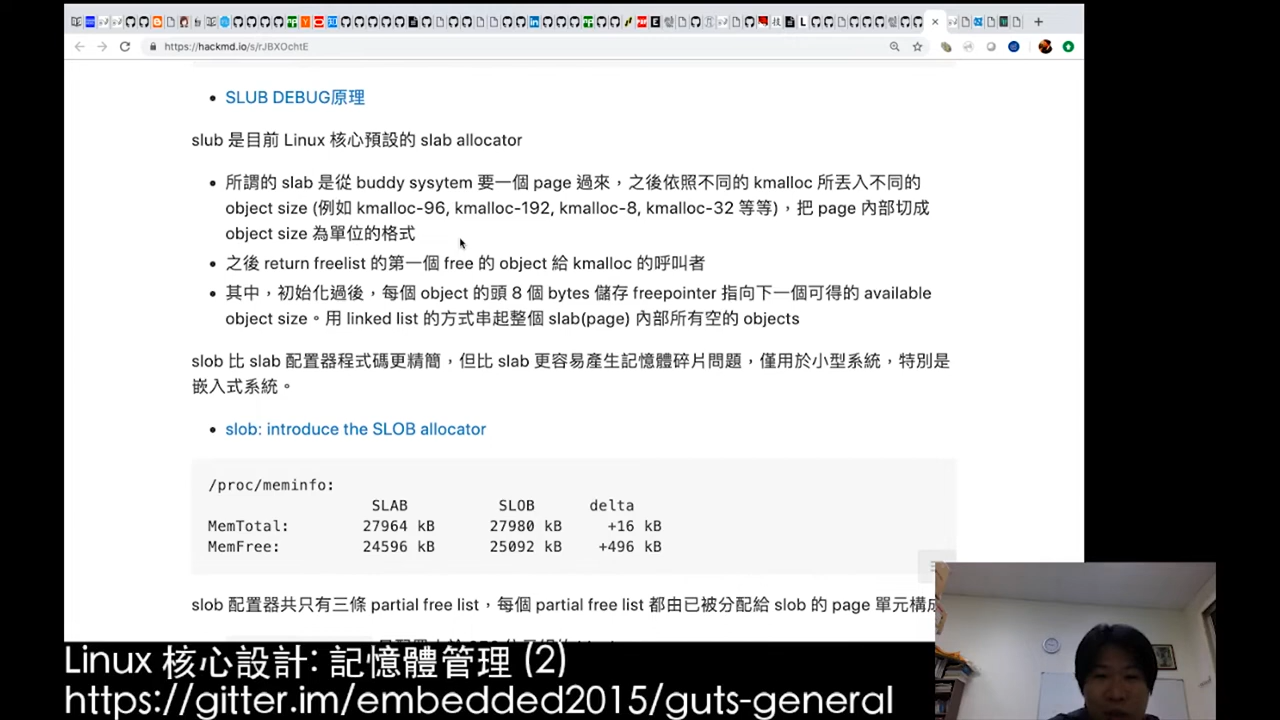 https://hackmd.io/s/rJBXOchtE
SLUB DEBUG原理
slub 是目前 Linux 核心預設的 slab allocator
所謂的 slab 是從 buddy sysytem 要一個 page 過來，之後依照不同的 kmalloc 所丟入不同的
object size (例如 kmalloc-96, kmalloc-192, kmalloc-8, kmalloc-32 等等)，把 page 內部切成
object size 為單位的格式
之後 return freelist 的第一個 free 的 object 給 kmalloc 的呼叫者
其中，初始化過後，每個 object 的頭 8 個 bytes 儲存 freepointer 指向下一個可得的 available
object size。用 linked list 的方式串起整個 slab(page) 內部所有空的 objects
slob 比 slab 配置器程式碼更精簡，但比 slab 更容易產生記憶體碎片問題，僅用於小型系統，特別是
嵌入式系統。
slob: introduce the SLOB allocator
/proc/meminfo:
SLAB SLOB delta
MemTotal: 27964 kB 27980 kB +16 kB
MemFree: 24596 kB 25092 kB +496 kB
slob 配置器共只有三條 partial free list，每個 partial free list 都由已被分配給 slob 的 page 單元構成
Linux 核心設計: 記憶體管理 (2)
https://gitter.im/embedded2015/guts-general